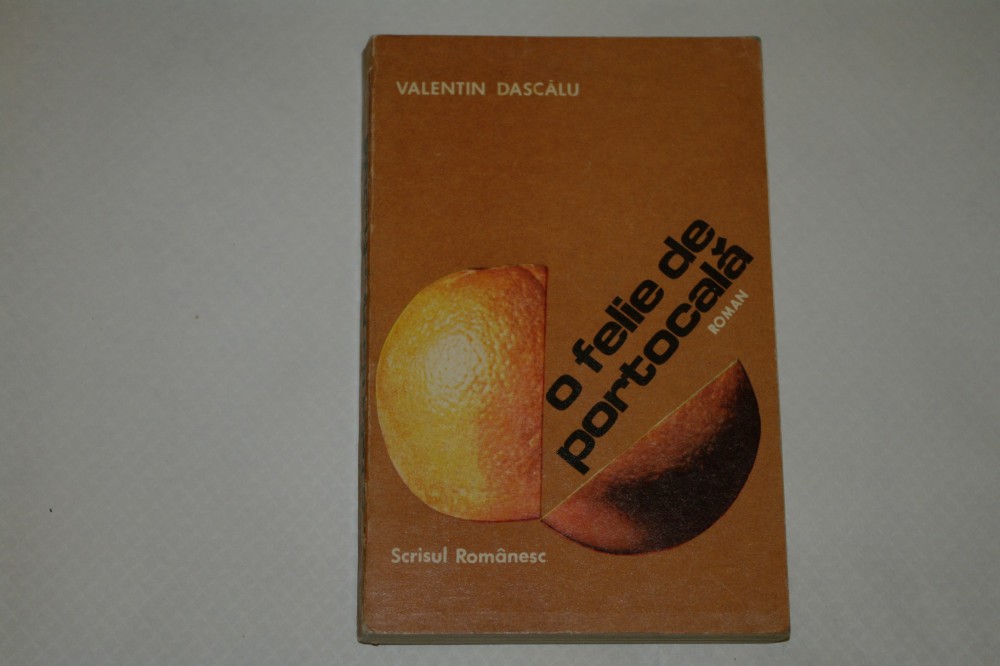 VALENTIN DASCĂLU
o felie de
portocală
ROMAN
Scrisul Românesc